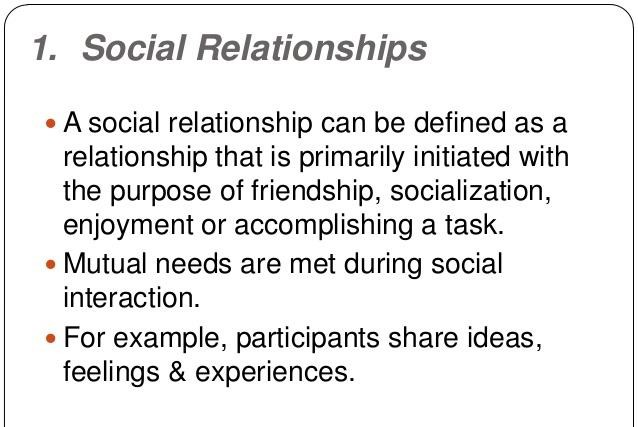 1. Social Relationships
• A social relationship can be defined as a
relationship that is primarily initiated with
the purpose of friendship, socialization,
enjoyment or accomplishing a task.
• Mutual needs are met during social
interaction.
• For example, participants share ideas,
feelings & experiences.